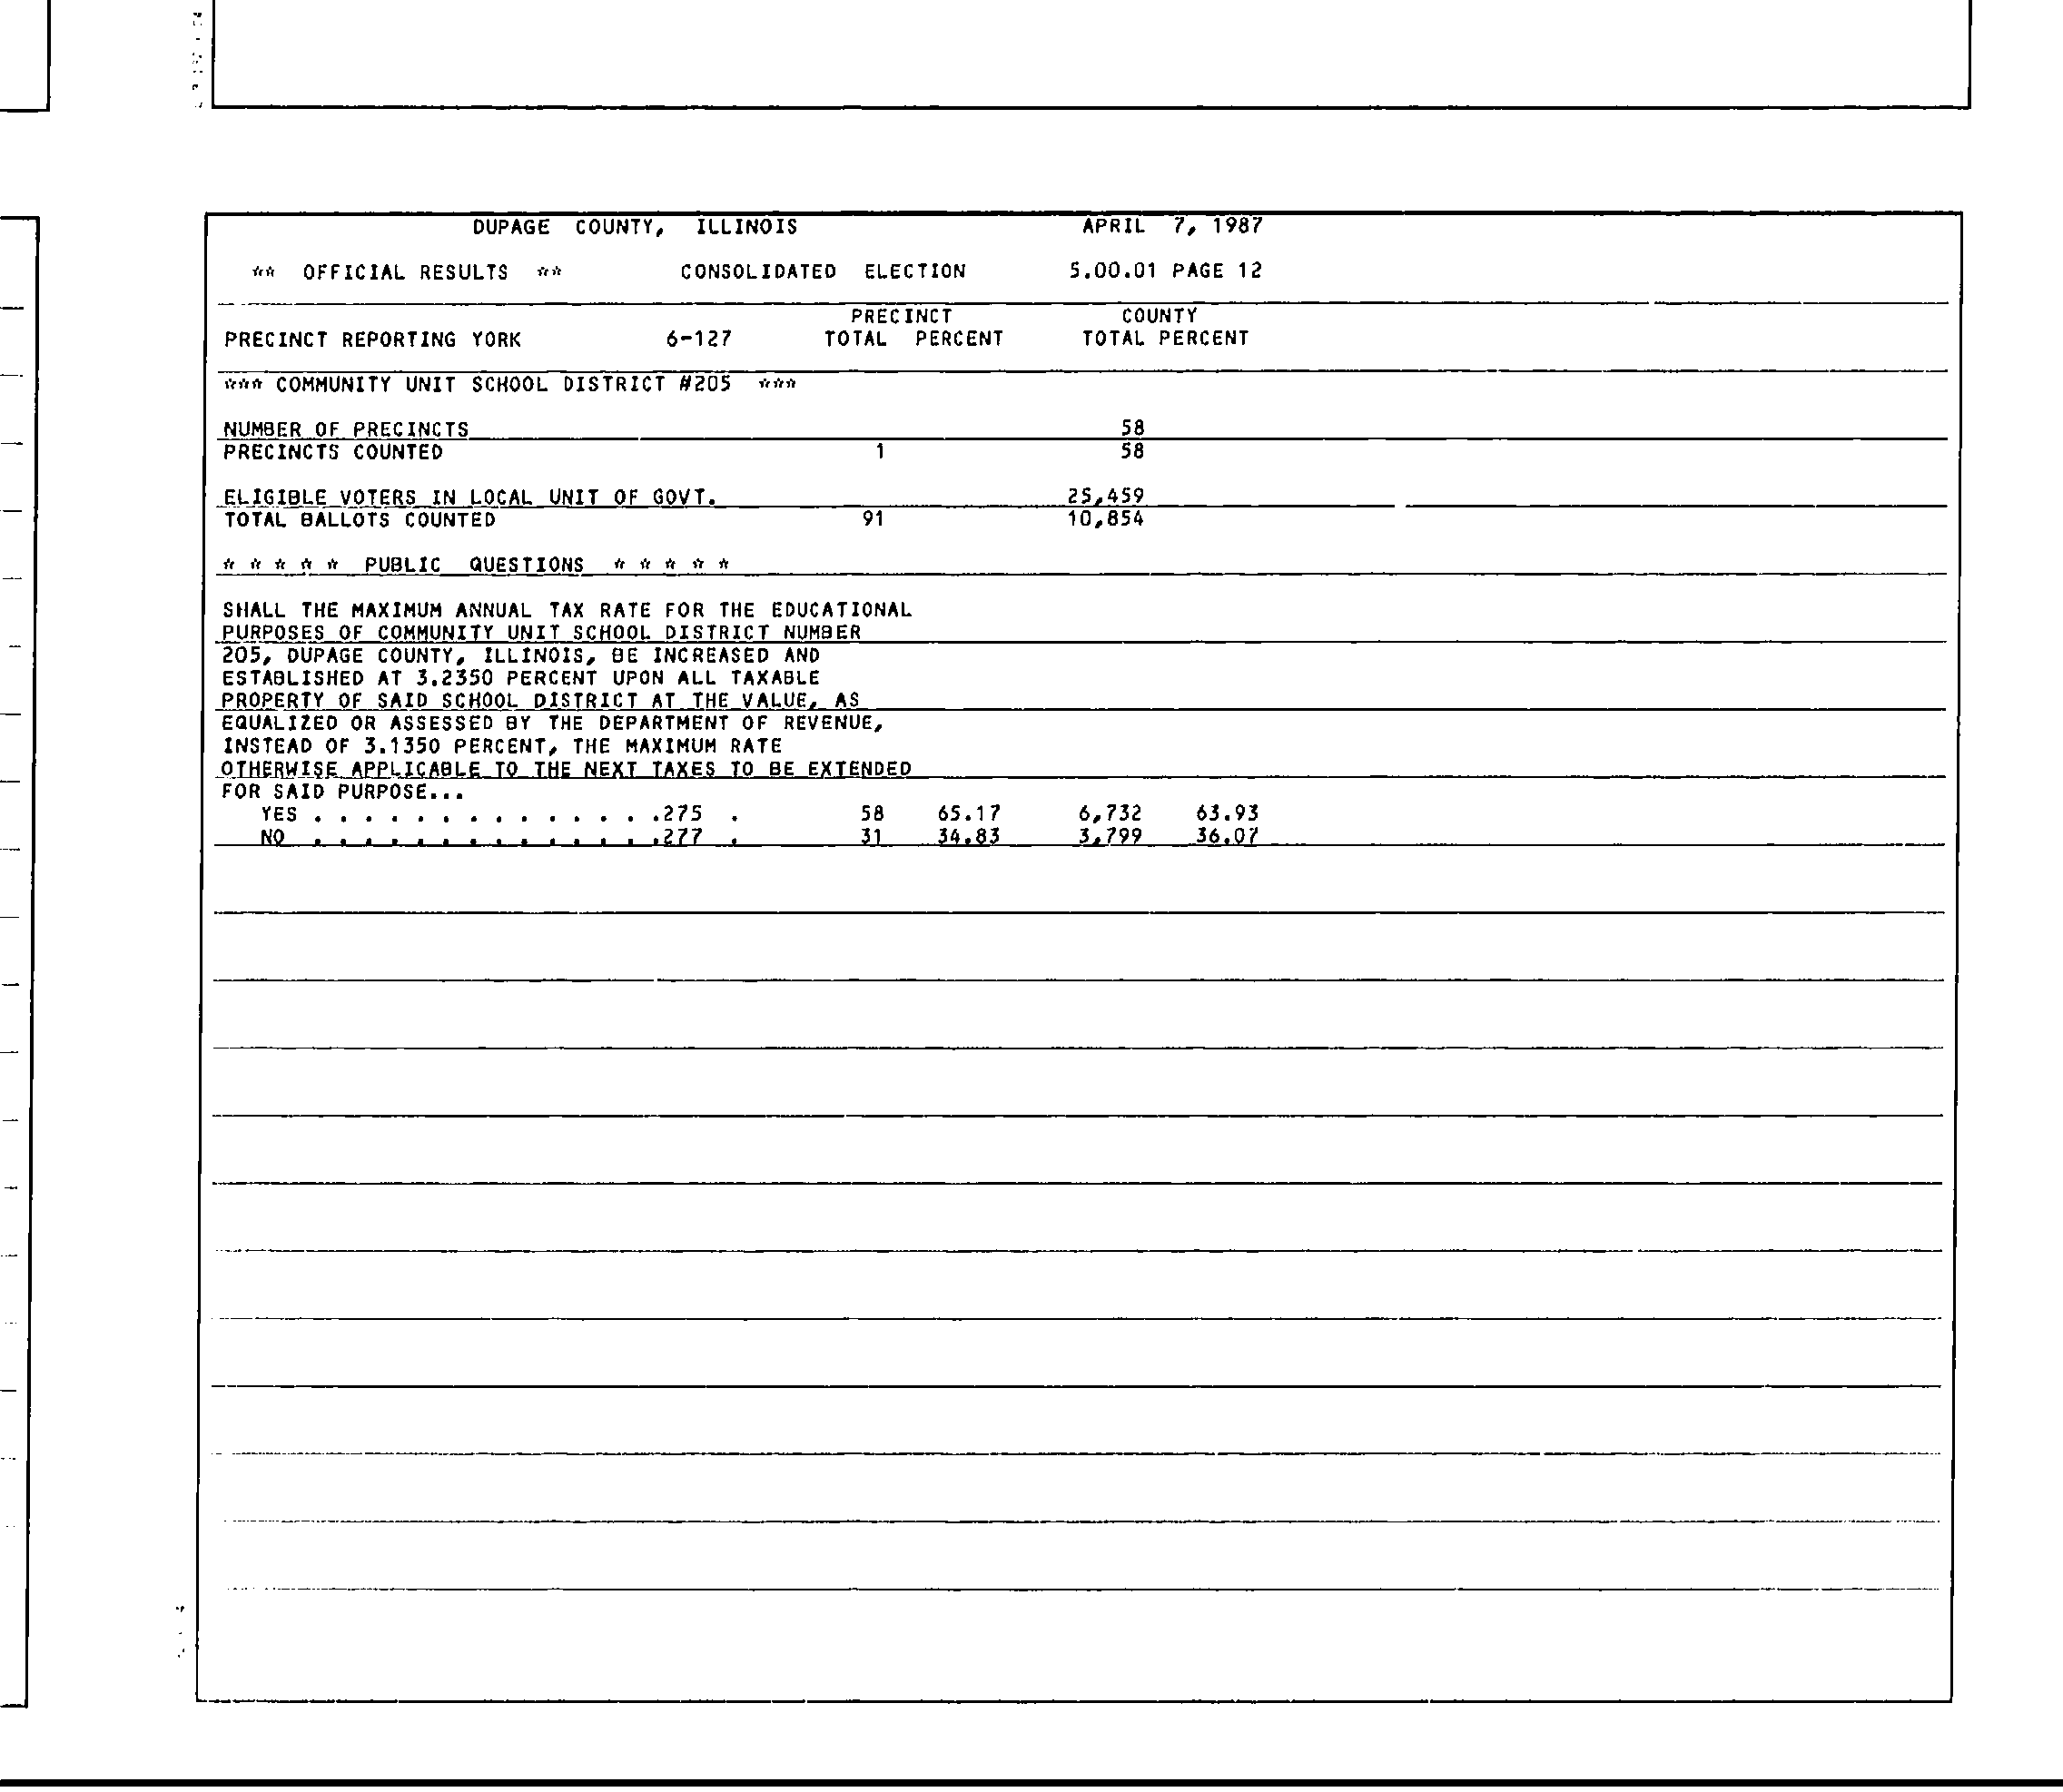 DUPAGE COUNTY, ILLINOIS APRIL 7, 1987
** OFFICIAL RESULTS ** CONSOLIDATED ELECTION 5.00.01 PAGE 12
PRECINCT COUNTY
PRECINCT REPORTING YORK 6-127 TOTAL PERCENT TOTAL PERCENT
*** COMMUNITY UNIT SCHOOL DISTRICT #205 ***
NUMBER OF PRECINCTS 58
PRECINCTS COUNTED 1 58
ELIGIBLE VOTERS IN LOCAL UNIT OF GOVT. 25,459
TOTAL BALLOTS COUNTED 91 10,854
* * * * * PUBLIC QUESTIONS * * * * *
SHALL THE MAXIMUM ANNUAL TAX RATE FOR THE EDUCATIONAL
PURPOSES OF COMMUNITY UNIT SCHOOL DISTRICT NUMBER
205, DUPAGE COUNTY, ILLINOIS, BE INCREASED AND
ESTABLISHED AT 3.2350 PERCENT UPON ALL TAXABLE
PROPERTY OF SAID SCHOOL DISTRICT AT THE VALUE, AS
EQUALIZED OR ASSESSED BY THE DEPARTMENT OF REVENUE,
INSTEAD OF 3.1350 PERCENT, THE MAXIMUM RATE
OTHERWISE APPLICABLE TO THE NEXT TAXES TO BE EXTENDED
FOR SAID PURPOSE...
YES . . . . . . . . . . . . . .275 . 58 65.17 6,732 63.93
NO . . . . . . . . . . . . . .277 . 31 34.83 3,799 36.07